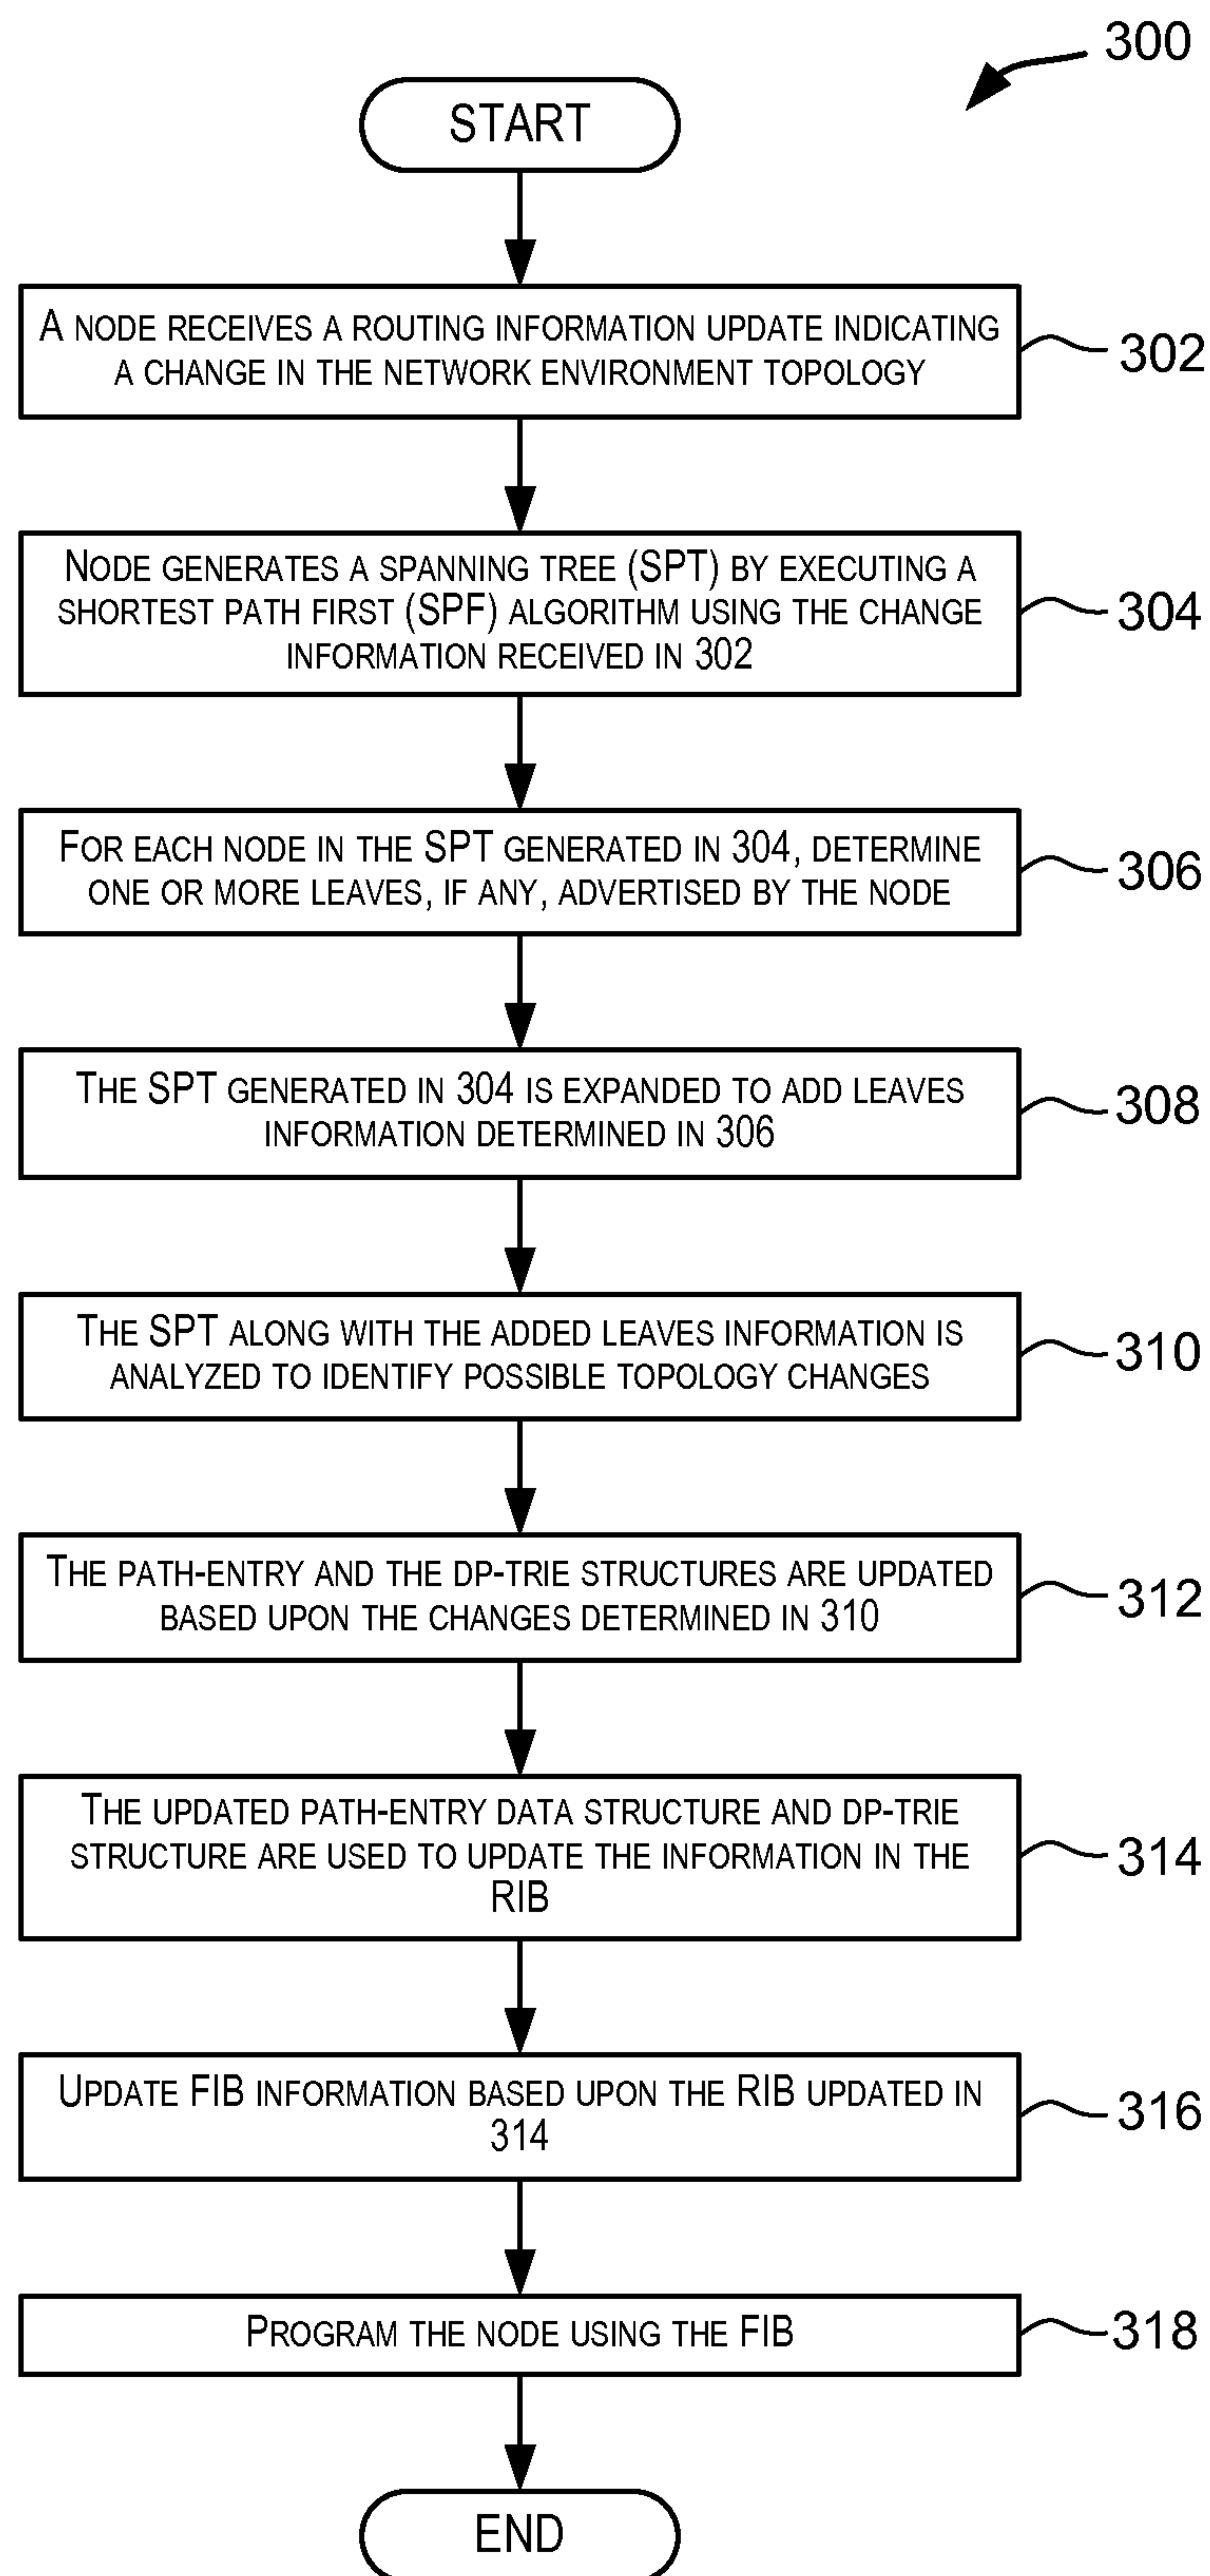 300
START
A NODE RECEIVES A ROUTING INFORMATION UPDATE INDICATING
A CHANGE IN THE NETWORK ENVIRONMENT TOPOLOGY
302
NODE GENERATES A SPANNING TREE (SPT) BY EXECUTING A
SHORTEST PATH FIRST (SPF) ALGORITHM USING THE CHANGE
INFORMATION RECEIVED IN 302
304
FOR EACH NODE IN THE SPT GENERATED IN 304, DETERMINE
ONE OR MORE LEAVES, IF ANY, ADVERTISED BY THE NODE
306
THE SPT GENERATED IN 304 IS EXPANDED TO ADD LEAVES
INFORMATION DETERMINED IN 306
308
THE SPT ALONG WITH THE ADDED LEAVES INFORMATION IS
ANALYZED TO IDENTIFY POSSIBLE TOPOLOGY CHANGES
310
THE PATH-ENTRY AND THE DP-TRIE STRUCTURES ARE UPDATED
BASED UPON THE CHANGES DETERMINED IN 310
312
THE UPDATED PATH-ENTRY DATA STRUCTURE AND DP-TRIE
STRUCTURE ARE USED TO UPDATE THE INFORMATION IN THE
RIB
314
UPDATE FIB INFORMATION BASED UPON THE RIB UPDATED IN
314
316
PROGRAM THE NODE USING THE FIB
318
END